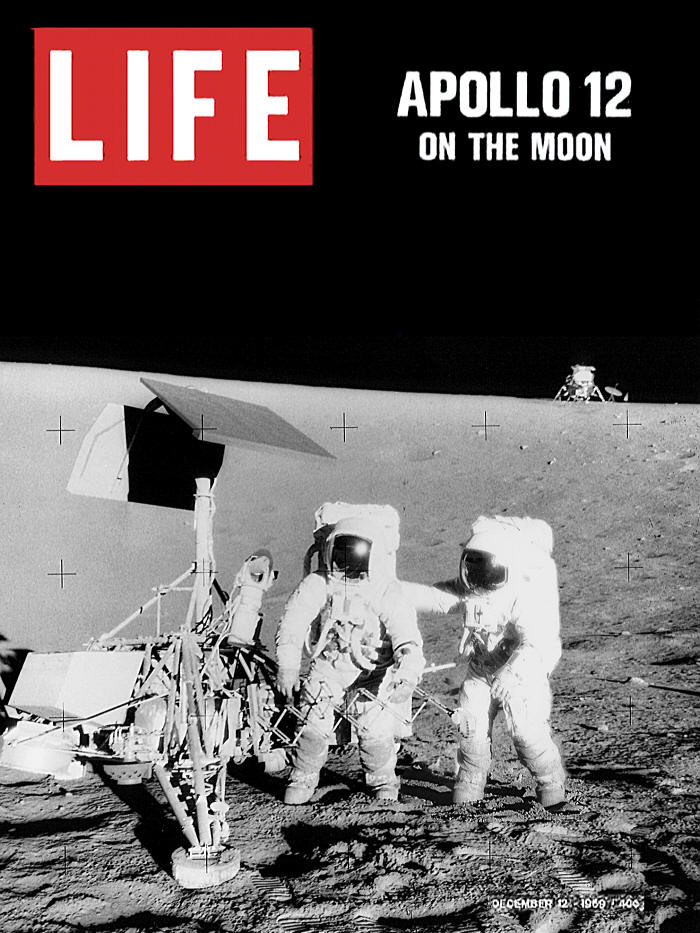 LIFE
APOLLO 12
ON THE MOON
DECEMBER 12 · 1969 / 40¢